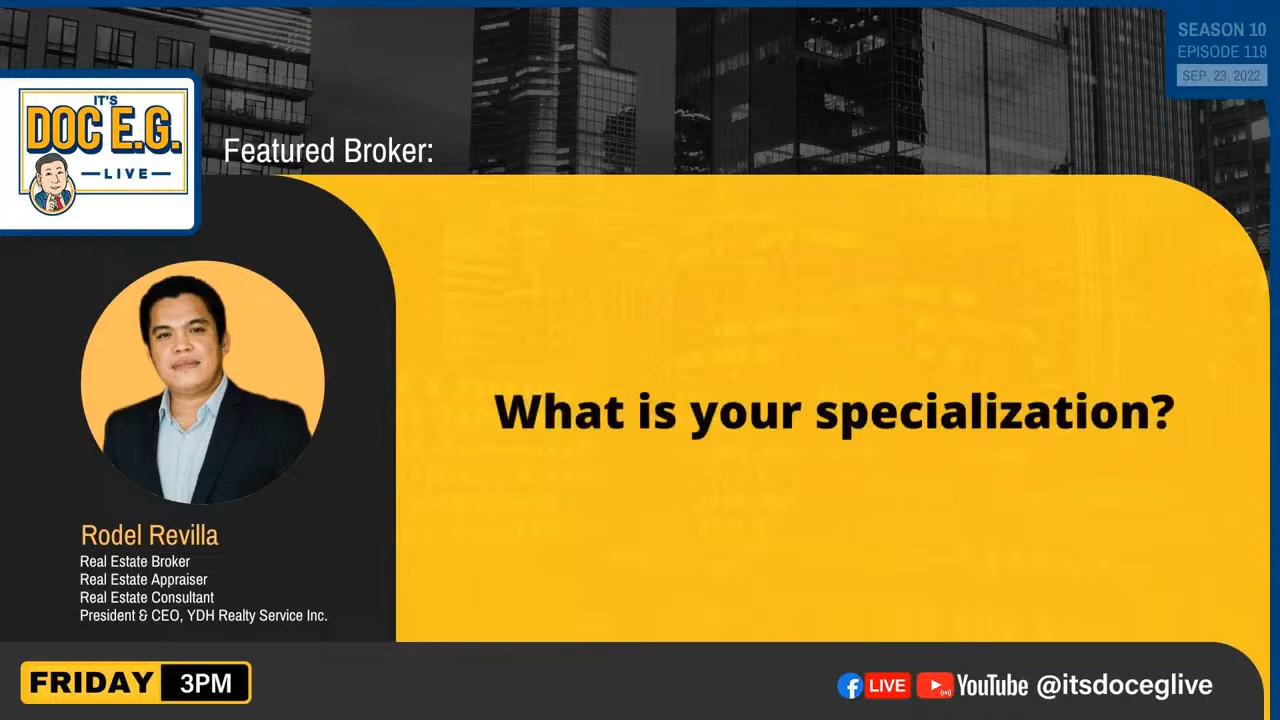 SEASON 10
EPISODE 119
SEP. 23, 2022
IT'S
DOC E.G.
LIVE
Featured Broker:
What is your specialization?
Rodel Revilla
Real Estate Broker
Real Estate Appraiser
Real Estate Consultant
President & CEO, YDH Realty Service Inc.
FRIDAY 3PM
LIVE YouTube @itsdoceglive